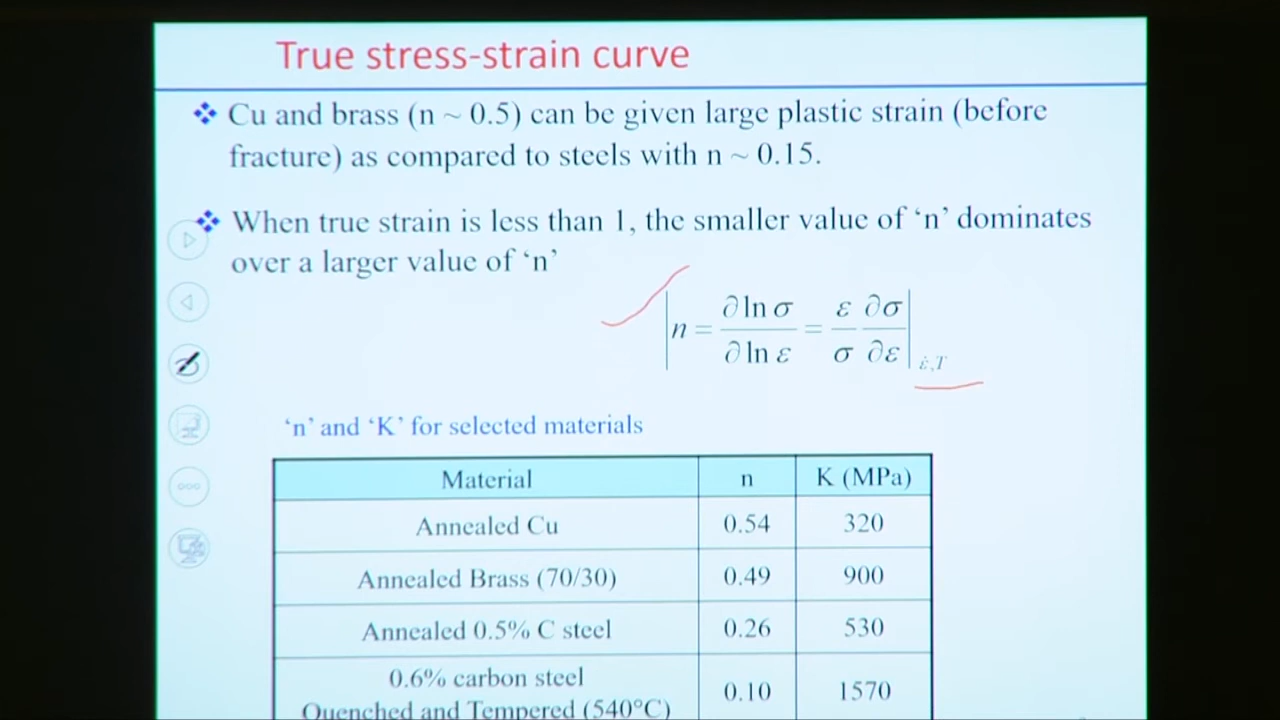 True stress-strain curve
❖ Cu and brass (n ~ 0.5) can be given large plastic strain (before
fracture) as compared to steels with n ~ 0.15.
❖ When true strain is less than 1, the smaller value of ‘n’ dominates
over a larger value of ‘n’
|n = ∂ ln σ / ∂ ln ε = ε/σ ∂σ/∂ε|ε̇,T
‘n’ and ‘K’ for selected materials
Material n K (MPa)
Annealed Cu 0.54 320
Annealed Brass (70/30) 0.49 900
Annealed 0.5% C steel 0.26 530
0.6% carbon steel
Quenched and Tempered (540°C) 0.10 1570